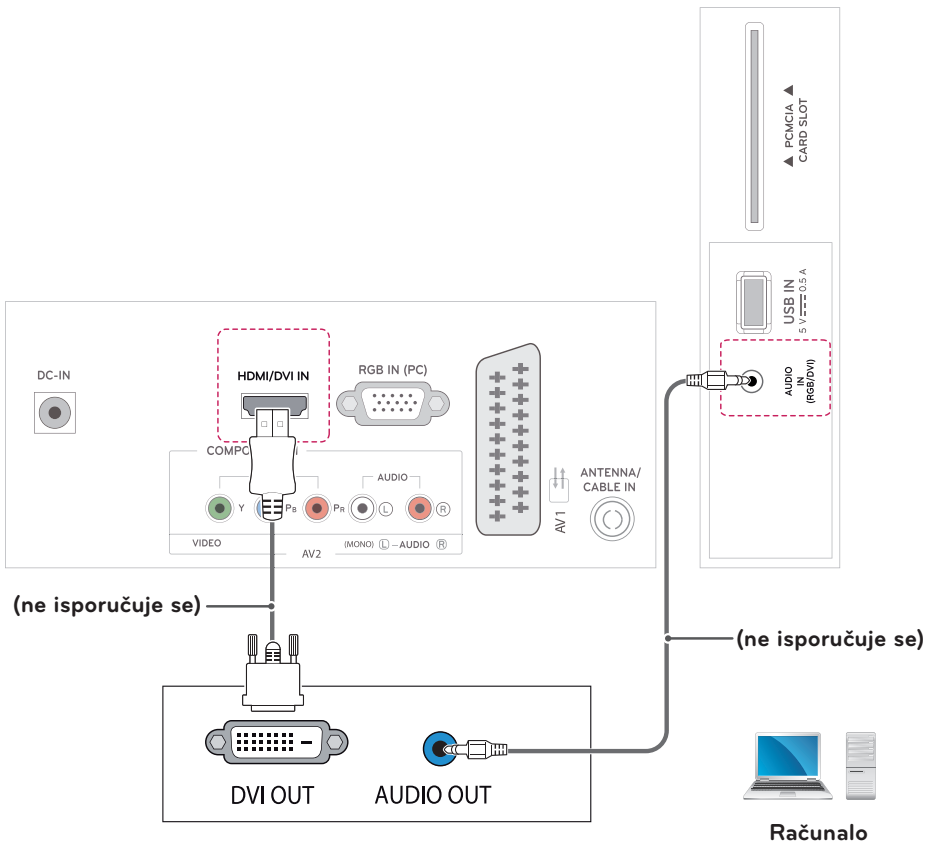 ▲ PCMCIA ▲
CARD SLOT
USB IN
5 V 0.5 A
AUDIO
IN
(RGB/DVI)
DC-IN
HDMI/DVI IN
RGB IN (PC)
COMPO
AUDIO
Y
PB
PR
L
R
VIDEO
AV2
(MONO) L - AUDIO R
AV1
ANTENNA/
CABLE IN
(ne isporučuje se)
(ne isporučuje se)
DVI OUT
AUDIO OUT
Računalo